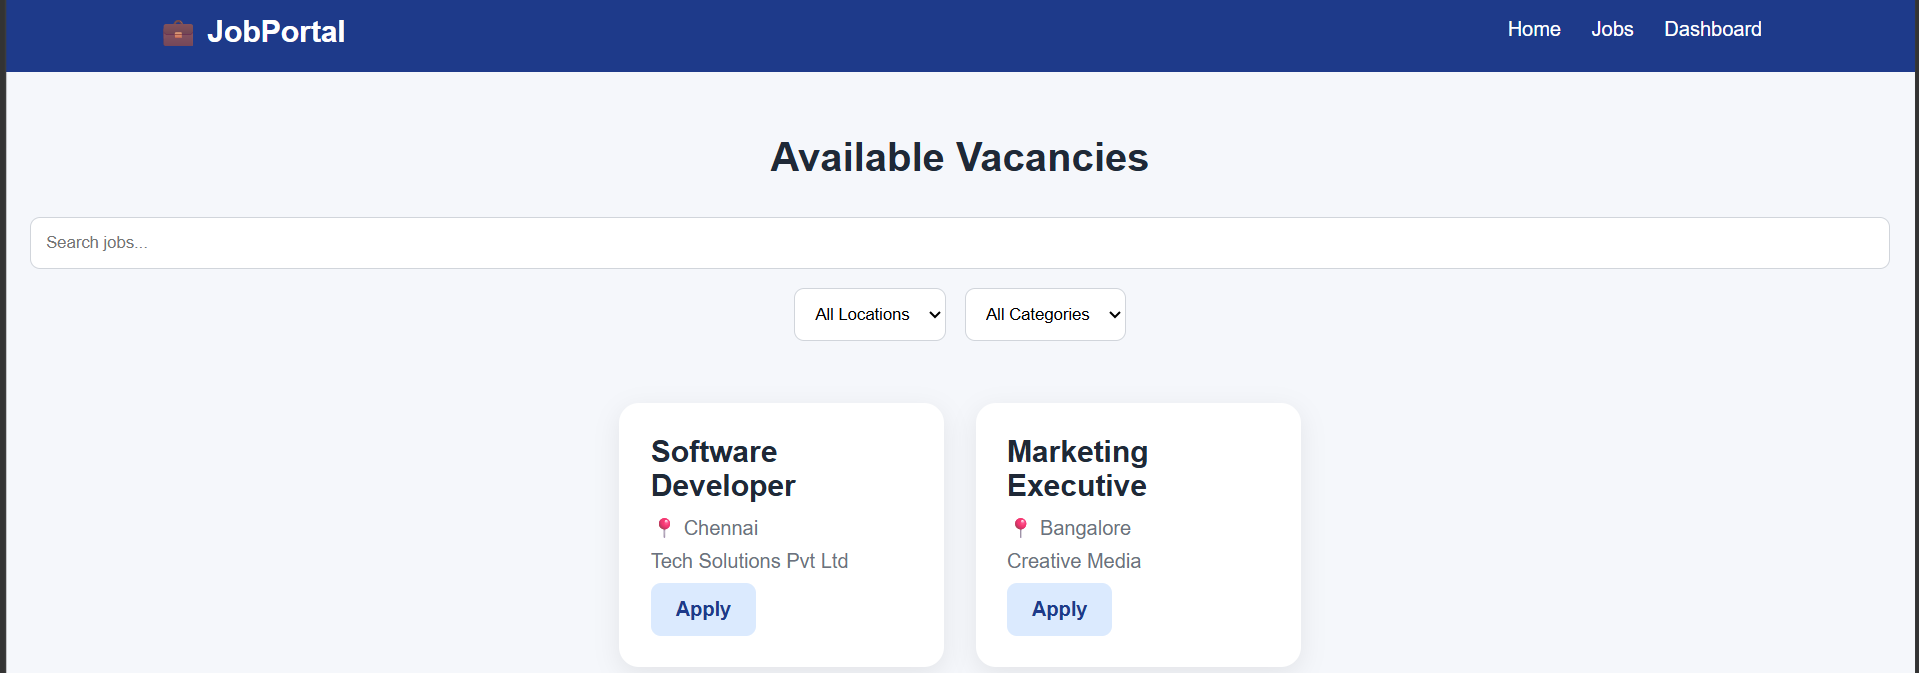 JobPortal
Home Jobs Dashboard
Available Vacancies
Search jobs...
All Locations All Categories
Software
Developer
Chennai
Tech Solutions Pvt Ltd
Apply
Marketing
Executive
Bangalore
Creative Media
Apply